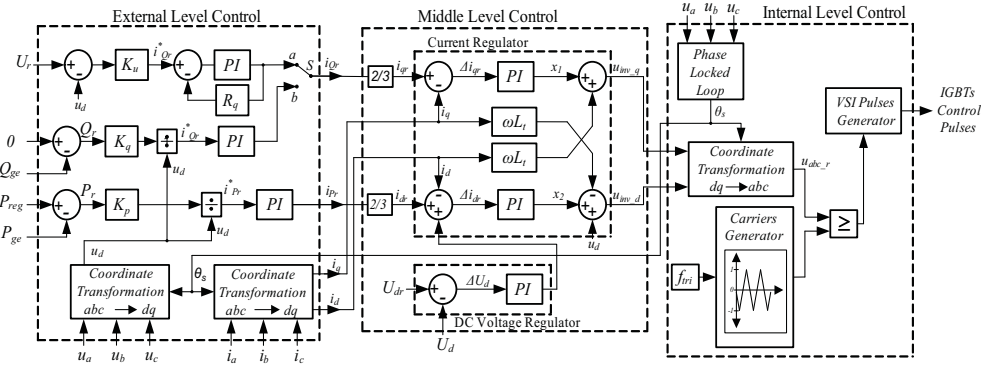 External Level Control
Middle Level Control
Internal Level Control
U_r
+
-
u_d
K_u
i*_Qr
+
-
PI
R_q
a
S
b
i_Qr
0
Q_ge
+
-
Q_r
K_q
÷
i*_Qr
PI
u_d
P_reg
P_ge
+
-
P_r
K_p
÷
i*_Pr
PI
i_Pr
u_d
u_d
Coordinate
Transformation
abc → dq
u_a
u_b
u_c
θ_s
Coordinate
Transformation
abc → dq
i_a
i_b
i_c
i_q
i_d
Current Regulator
2/3
i_qr
+
-
Δi_qr
PI
x_1
+
+
u_inv_q
i_q
ωL_t
ωL_t
i_d
2/3
i_dr
-
+
+
Δi_dr
PI
x_2
-
+
+
u_inv_d
u_d
U_dr
+
-
ΔU_d
PI
DC Voltage Regulator
U_d
u_a
u_b
u_c
Phase
Locked
Loop
θ_s
Coordinate
Transformation
dq → abc
u_abc_r
Carriers
Generator
1
0
-1
f_tri
≥
VSI Pulses
Generator
IGBTs
Control
Pulses